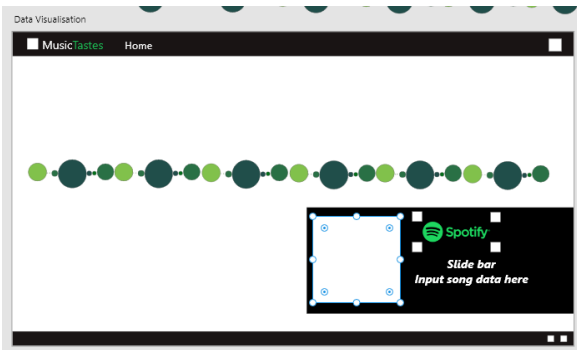 Data Visualisation
MusicTastes Home
Spotify
Slide bar
Input song data here